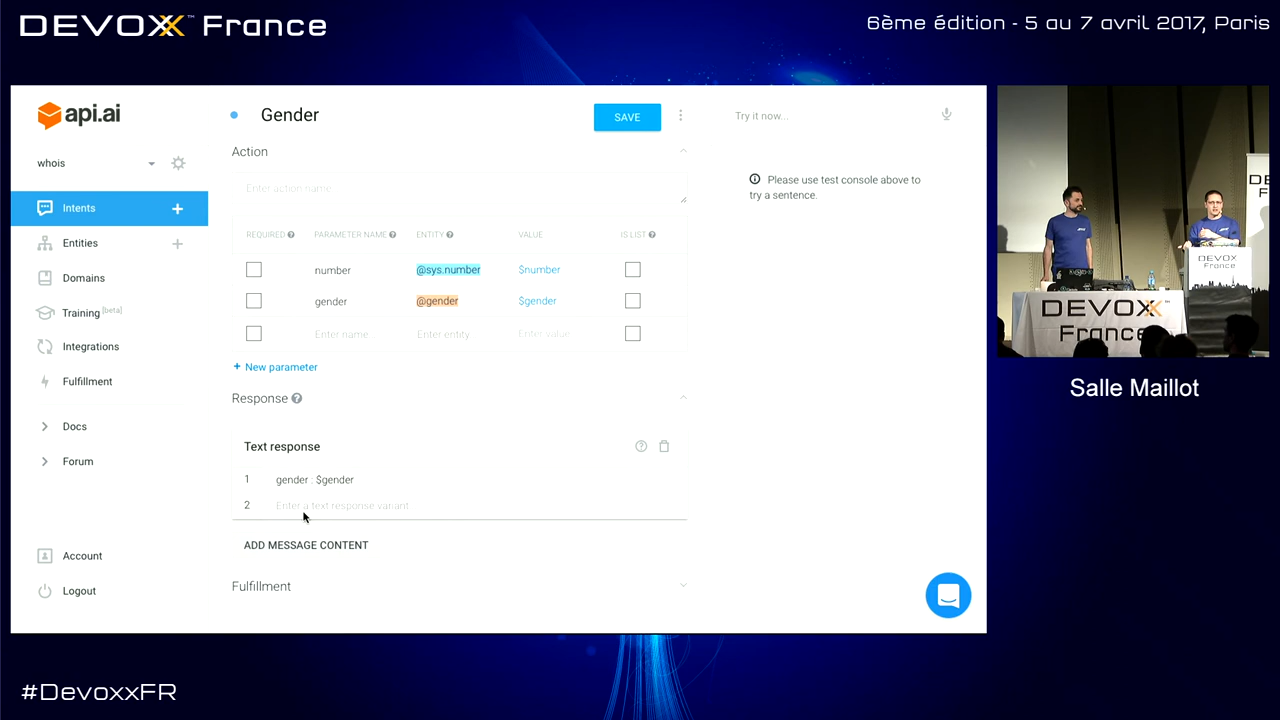 DEVOXX™ France
6ème édition - 5 au 7 avril 2017, Paris
api.ai
whois
Intents
Entities
Domains
Training [beta]
Integrations
Fulfillment
Docs
Forum
Account
Logout
Gender
SAVE
Action
Enter action name
REQUIRED PARAMETER NAME ENTITY VALUE IS LIST
number @sys.number $number
gender @gender $gender
Enter name Enter entity Enter value
+ New parameter
Response
Text response
1 gender : $gender
2 Enter a text response variant
ADD MESSAGE CONTENT
Fulfillment
Try it now...
Please use test console above to
try a sentence.
DEVOXX
France
DEVOXX
France
Salle Maillot
#DevoxxFR